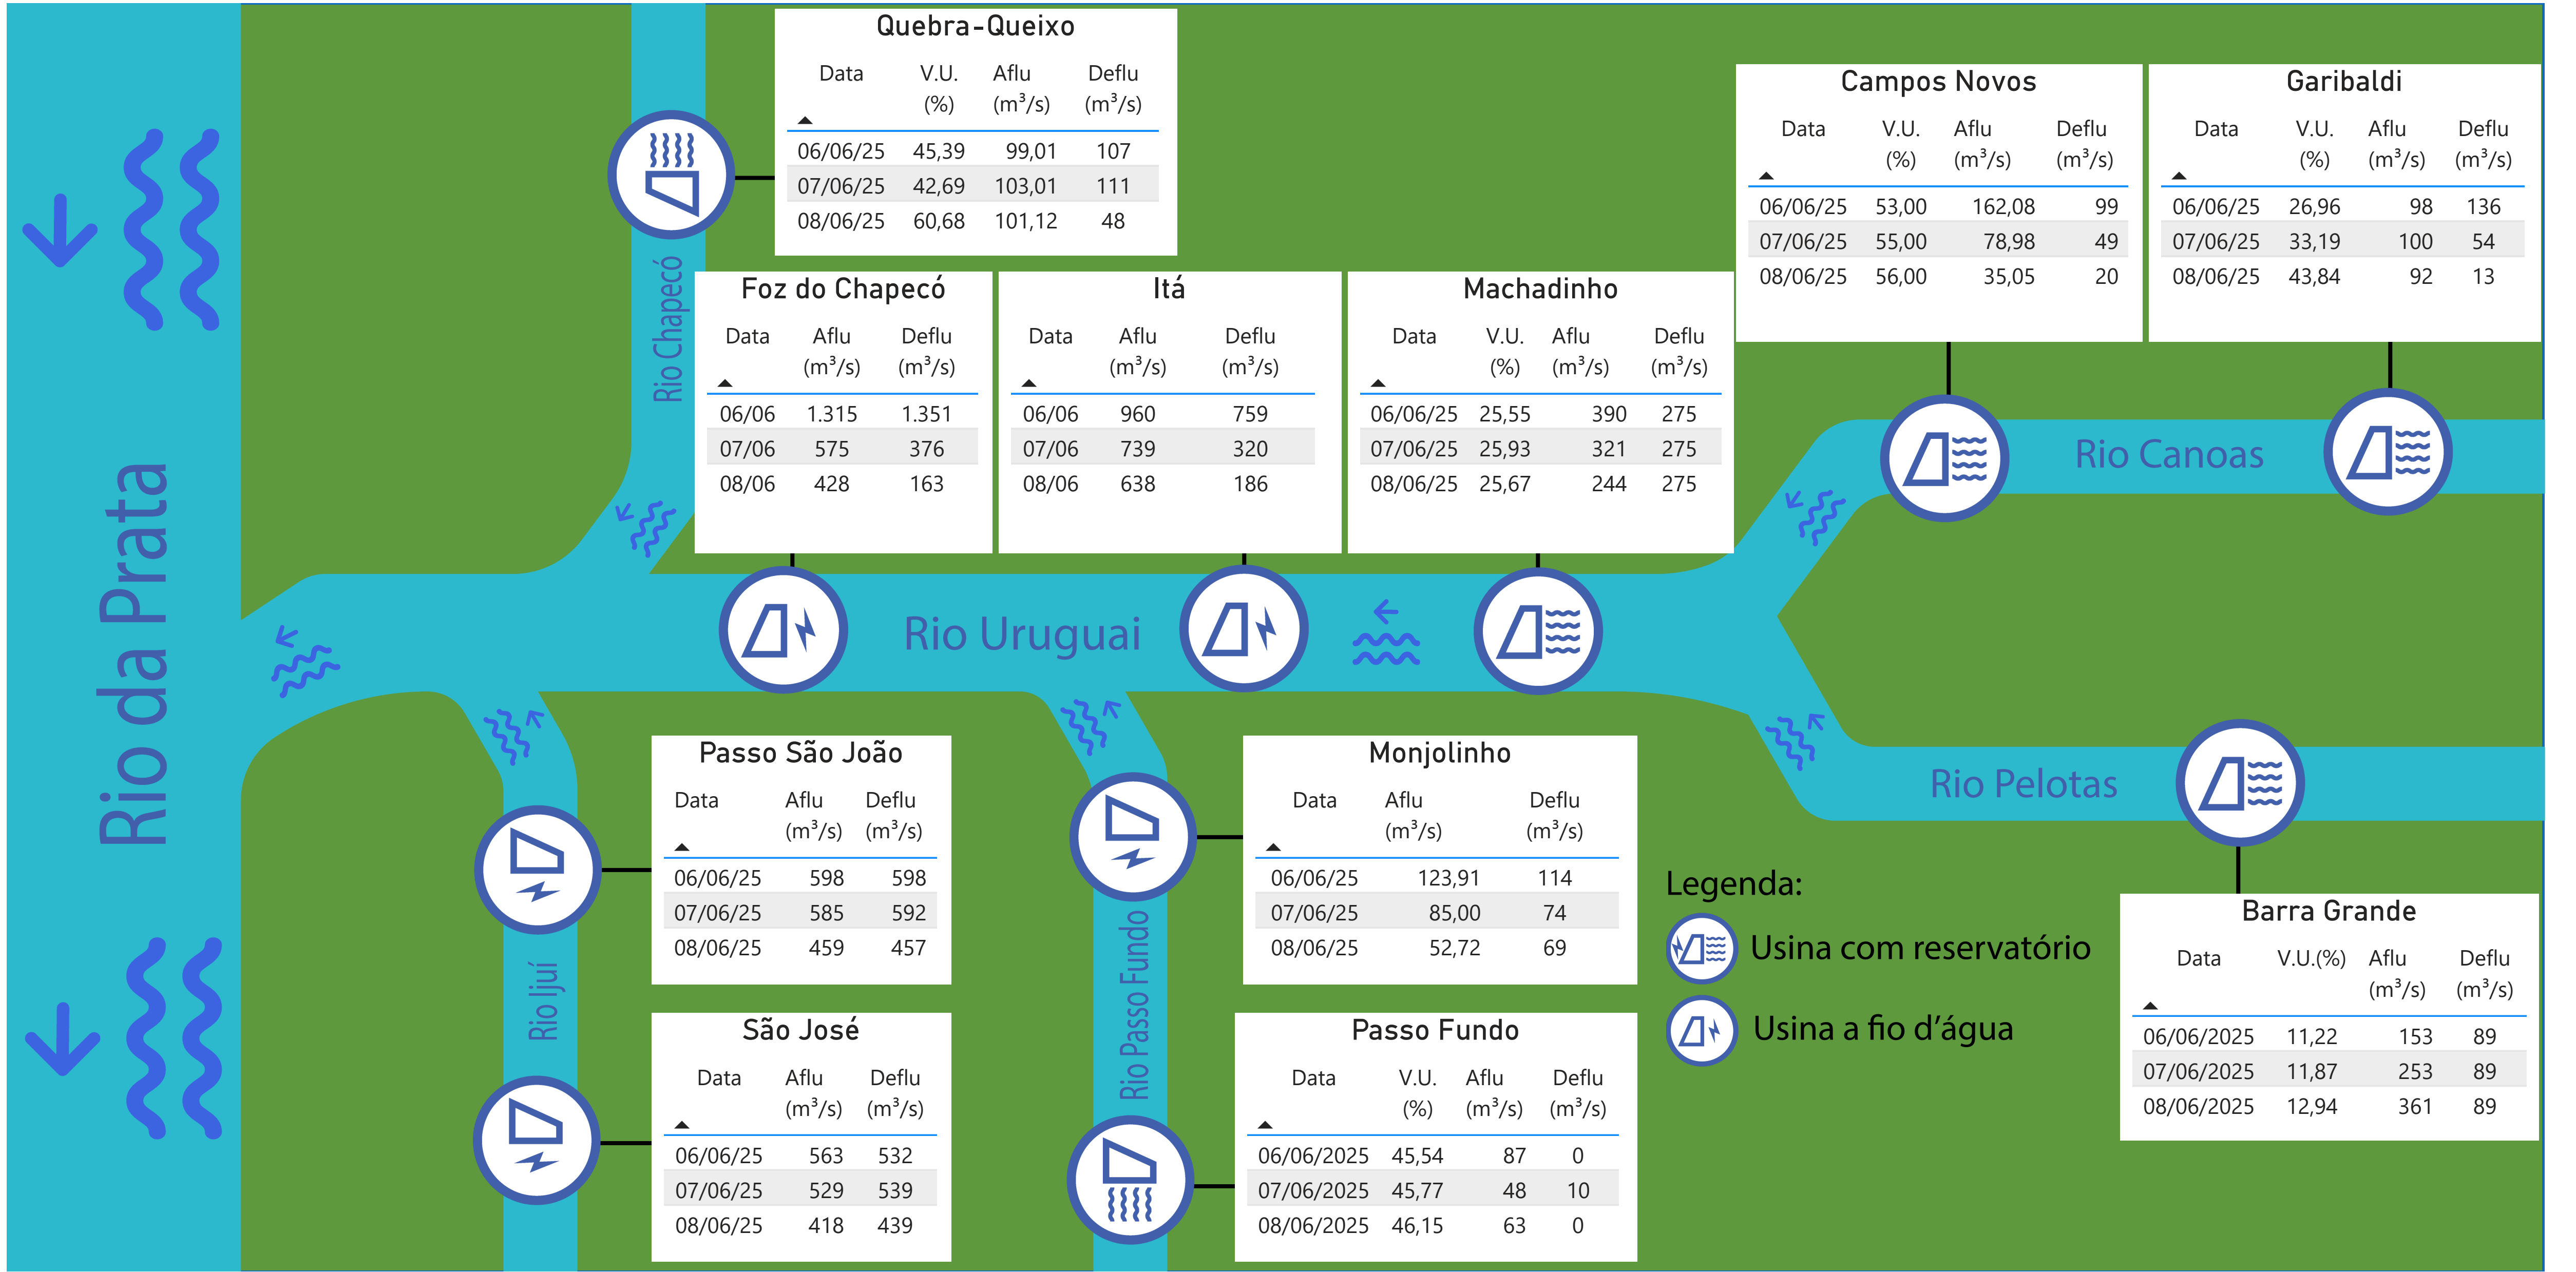 Quebra-Queixo
Data V.U. (%) Aflu (m³/s) Deflu (m³/s)
06/06/25 45,39 99,01 107
07/06/25 42,69 103,01 111
08/06/25 60,68 101,12 48
Campos Novos
Data V.U. (%) Aflu (m³/s) Deflu (m³/s)
06/06/25 53,00 162,08 99
07/06/25 55,00 78,98 49
08/06/25 56,00 35,05 20
Garibaldi
Data V.U. (%) Aflu (m³/s) Deflu (m³/s)
06/06/25 26,96 98 136
07/06/25 33,19 100 54
08/06/25 43,84 92 13
Rio Chapecó
Foz do Chapecó
Data Aflu (m³/s) Deflu (m³/s)
06/06 1.315 1.351
07/06 575 376
08/06 428 163
Itá
Data Aflu (m³/s) Deflu (m³/s)
06/06 960 759
07/06 739 320
08/06 638 186
Machadinho
Data V.U. (%) Aflu (m³/s) Deflu (m³/s)
06/06/25 25,55 390 275
07/06/25 25,93 321 275
08/06/25 25,67 244 275
Rio Canoas
Rio da Prata
Rio Uruguai
Rio Pelotas
Passo São João
Data Aflu (m³/s) Deflu (m³/s)
06/06/25 598 598
07/06/25 585 592
08/06/25 459 457
Monjolinho
Data Aflu (m³/s) Deflu (m³/s)
06/06/25 123,91 114
07/06/25 85,00 74
08/06/25 52,72 69
Legenda:
Usina com reservatório
Usina a fio d’água
Barra Grande
Data V.U.(%) Aflu (m³/s) Deflu (m³/s)
06/06/2025 11,22 153 89
07/06/2025 11,87 253 89
08/06/2025 12,94 361 89
Rio Ijuí
São José
Data Aflu (m³/s) Deflu (m³/s)
06/06/25 563 532
07/06/25 529 539
08/06/25 418 439
Rio Passo Fundo
Passo Fundo
Data V.U. (%) Aflu (m³/s) Deflu (m³/s)
06/06/2025 45,54 87 0
07/06/2025 45,77 48 10
08/06/2025 46,15 63 0